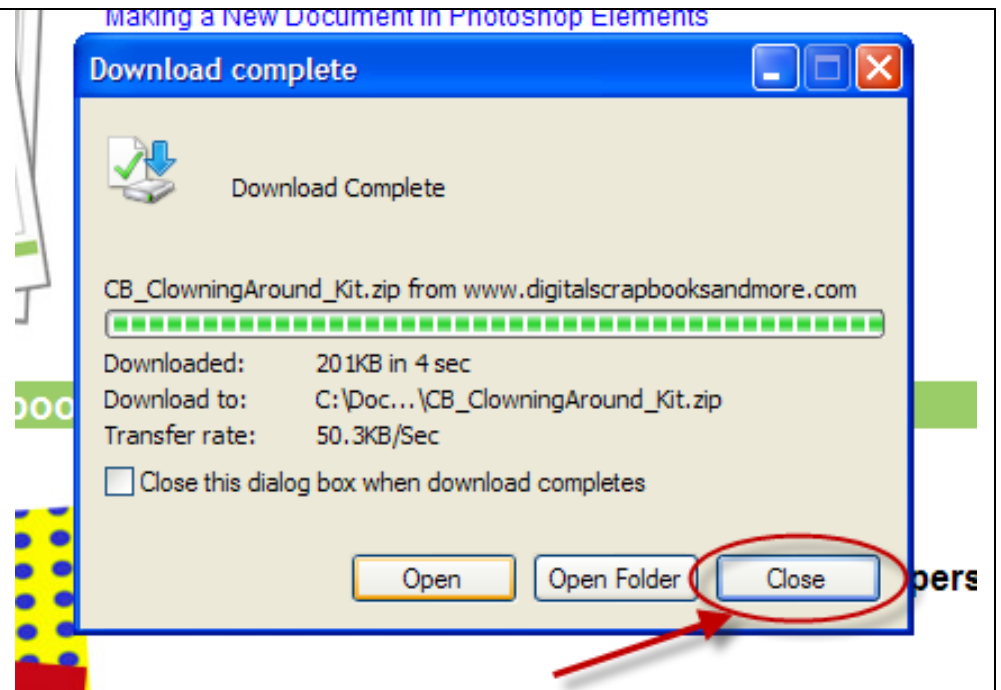 Making a New Document in Photoshop Elements
Download complete
Download Complete
CB_ClowningAround_Kit.zip from www.digitalscrapbooksandmore.com
Downloaded: 201KB in 4 sec
Download to: C:\Doc...\CB_ClowningAround_Kit.zip
boo
Transfer rate: 50.3KB/Sec
Close this dialog box when download completes
Open Open Folder Close pers